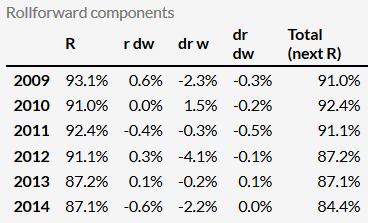 Rollforward components
R r dw dr w dr dw Total (next R)
2009 93.1% 0.6% -2.3% -0.3% 91.0%
2010 91.0% 0.0% 1.5% -0.2% 92.4%
2011 92.4% -0.4% -0.3% -0.5% 91.1%
2012 91.1% 0.3% -4.1% -0.1% 87.2%
2013 87.2% 0.1% -0.2% 0.1% 87.1%
2014 87.1% -0.6% -2.2% 0.0% 84.4%